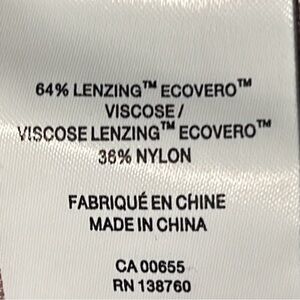 64% LENZING™ ECOVERO™
VISCOSE /
VISCOSE LENZING™ ECOVERO™
36% NYLON
FABRIQUÉ EN CHINE
MADE IN CHINA
CA 00655
RN 138760